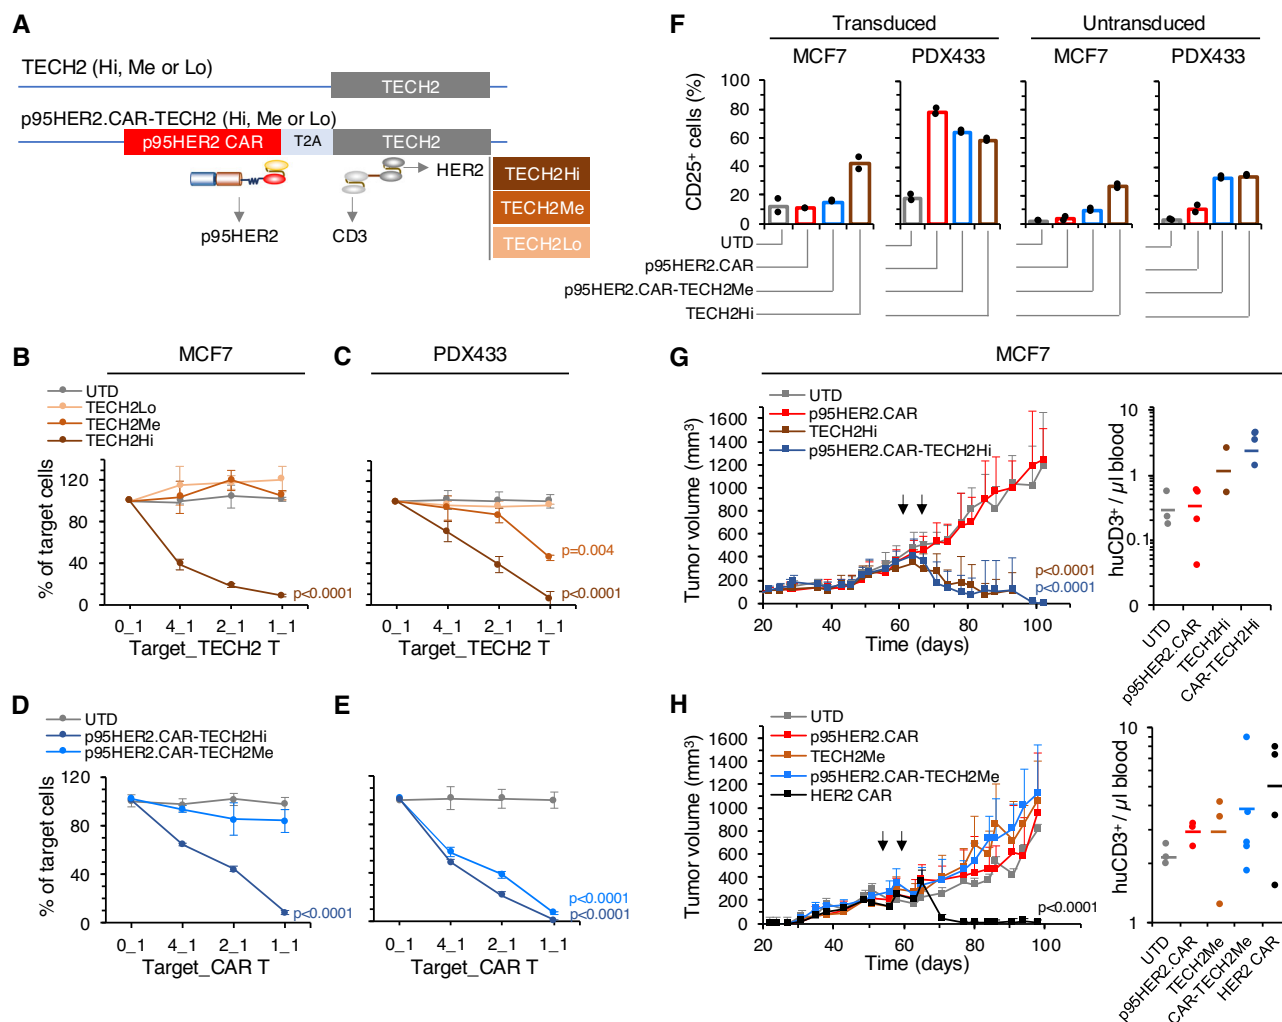 A
TECH2 (Hi, Me or Lo)
TECH2
p95HER2.CAR-TECH2 (Hi, Me or Lo)
p95HER2 CAR
T2A
TECH2
HER2
TECH2Hi
TECH2Me
TECH2Lo
p95HER2
CD3
B
MCF7
UTD
TECH2Lo
TECH2Me
TECH2Hi
% of target cells
120
80
40
0
p<0.0001
0_1 4_1 2_1 1_1
Target_TECH2 T
C
PDX433
p=0.004
p<0.0001
0_1 4_1 2_1 1_1
Target_TECH2 T
D
UTD
p95HER2.CAR-TECH2Hi
p95HER2.CAR-TECH2Me
% of target cells
120
80
40
0
p<0.0001
0_1 4_1 2_1 1_1
Target_CAR T
E
p<0.0001
p<0.0001
0_1 4_1 2_1 1_1
Target_CAR T
F
Transduced
Untransduced
MCF7
PDX433
MCF7
PDX433
CD25+ cells (%)
100
80
60
40
20
0
UTD
p95HER2.CAR
p95HER2.CAR-TECH2Me
TECH2Hi
G
MCF7
UTD
p95HER2.CAR
TECH2Hi
p95HER2.CAR-TECH2Hi
Tumor volume (mm³)
1600
1400
1200
1000
800
600
400
200
0
p<0.0001
p<0.0001
20 40 60 80 100
Time (days)
huCD3+ / µl blood
10
1
0.1
0
UTD
p95HER2.CAR
TECH2Hi
CAR-TECH2Hi
H
UTD
p95HER2.CAR
TECH2Me
p95HER2.CAR-TECH2Me
HER2 CAR
Tumor volume (mm³)
1600
1400
1200
1000
800
600
400
200
0
p<0.0001
20 40 60 80 100
Time (days)
huCD3+ / µl blood
10
1
UTD
p95HER2.CAR
TECH2Me
CAR-TECH2Me
HER2 CAR